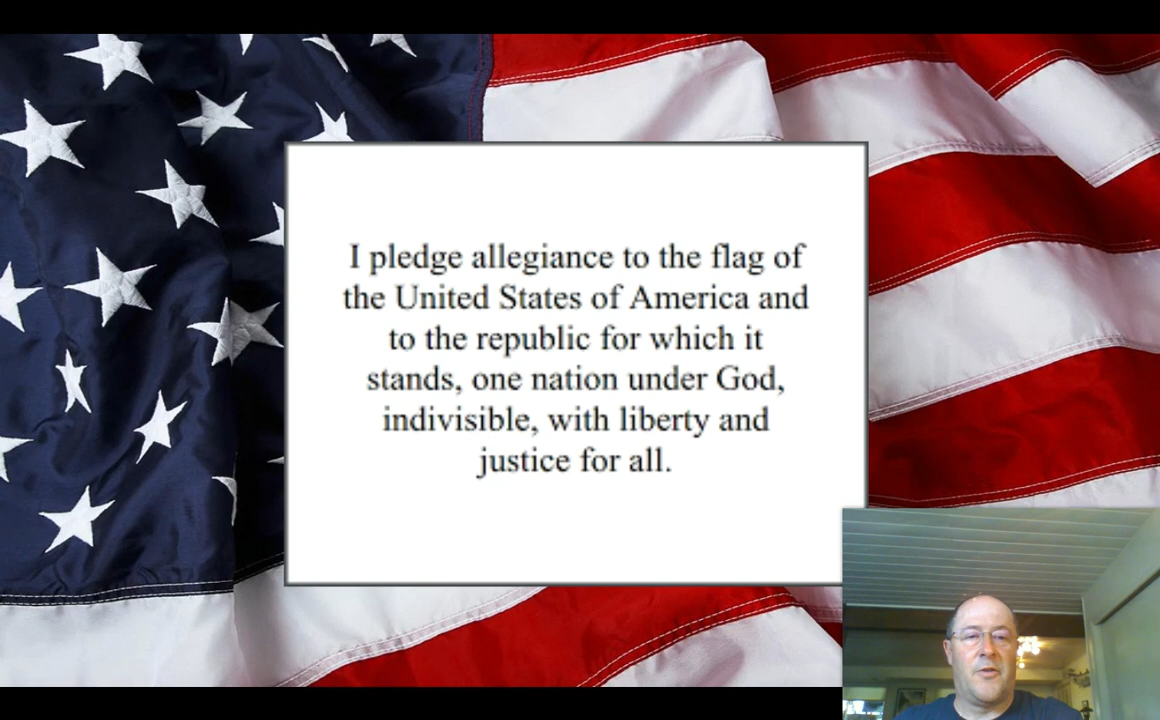 I pledge allegiance to the flag of
the United States of America and
to the republic for which it
stands, one nation under God,
indivisible, with liberty and
justice for all.